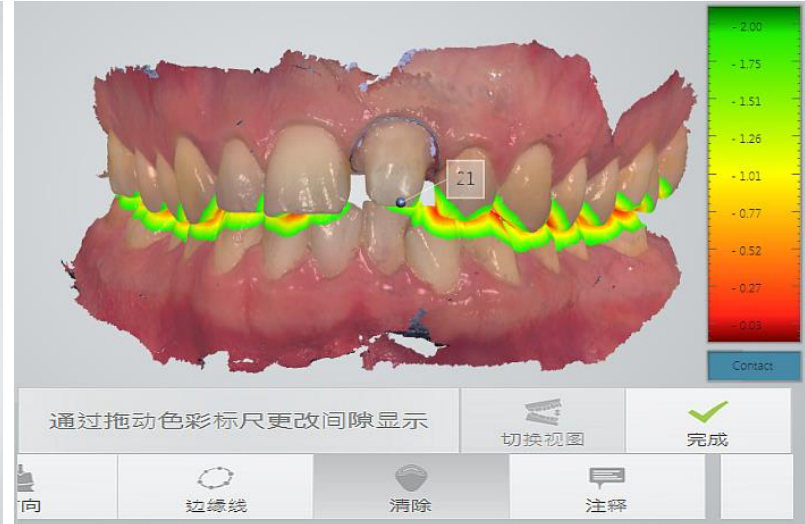 - 2.00
- 1.75
- 1.51
- 1.26
- 1.01
21
- 0.77
- 0.52
- 0.27
- 0.03
Contact
通过拖动色彩标尺更改间隙显示
切换视图
完成
向
边缘线
清除
注释